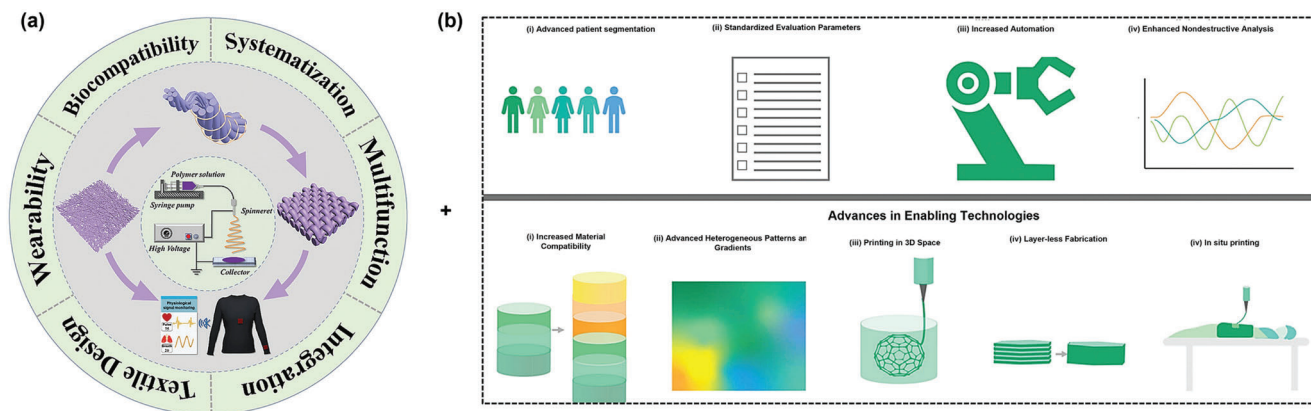 (a)
Biocompatibility
Systematization
Multifunction
Integration
Textile Design
Wearability
Polymer solution
Syringe pump
Spinneret
High Voltage
Collector
Physiological
signal monitoring
(b)
(i) Advanced patient segmentation
(ii) Standardized Evaluation Parameters
(iii) Increased Automation
(iv) Enhanced Nondestructive Analysis
+
Advances in Enabling Technologies
(i) Increased Material
Compatibility
(ii) Advanced Heterogeneous Patterns an
Gradients
(iii) Printing in 3D Space
(iv) Layer-less Fabrication
(iv) In situ printing